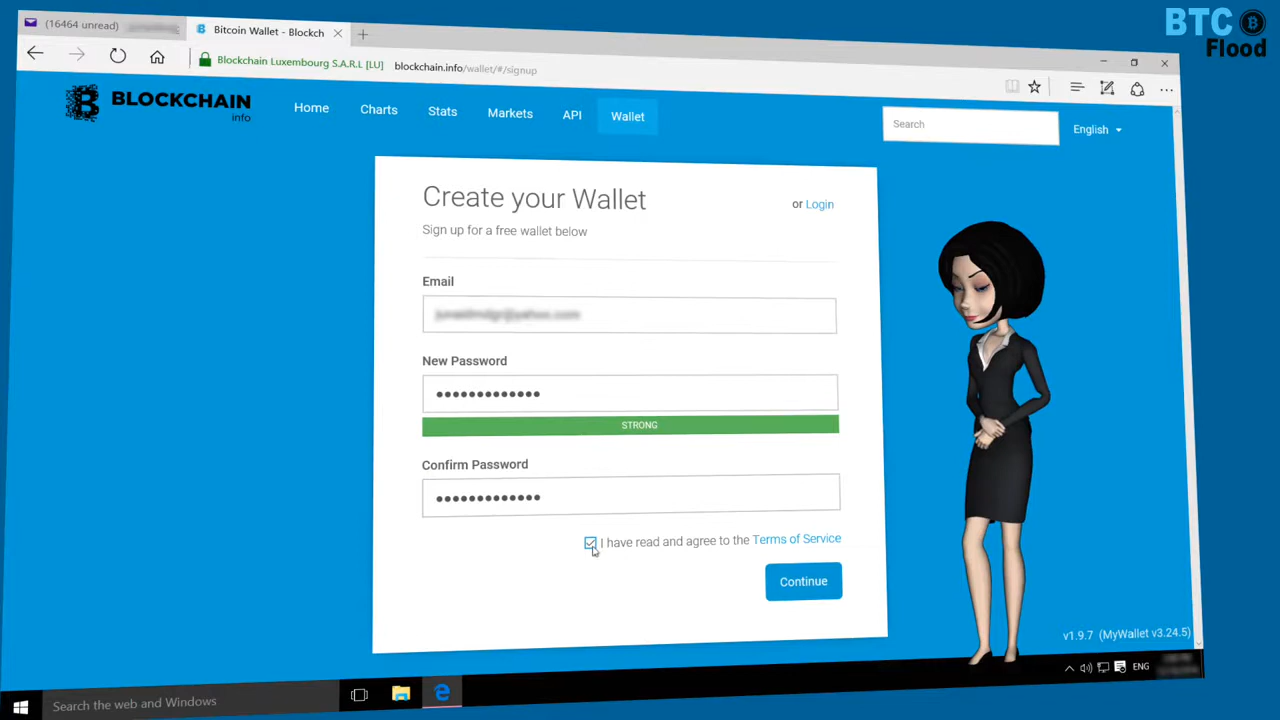 BTC
Flood
(16464 unread)
Bitcoin Wallet - Blockch
Blockchain Luxembourg S.A.R.L [LU]
blockchain.info/wallet/#/signup
BLOCKCHAIN
info
Home
Charts
Stats
Markets
API
Wallet
Search
English
Create your Wallet
or Login
Sign up for a free wallet below
Email
New Password
STRONG
Confirm Password
I have read and agree to the Terms of Service
Continue
v1.9.7 (MyWallet v3.24.5)
Search the web and Windows
ENG